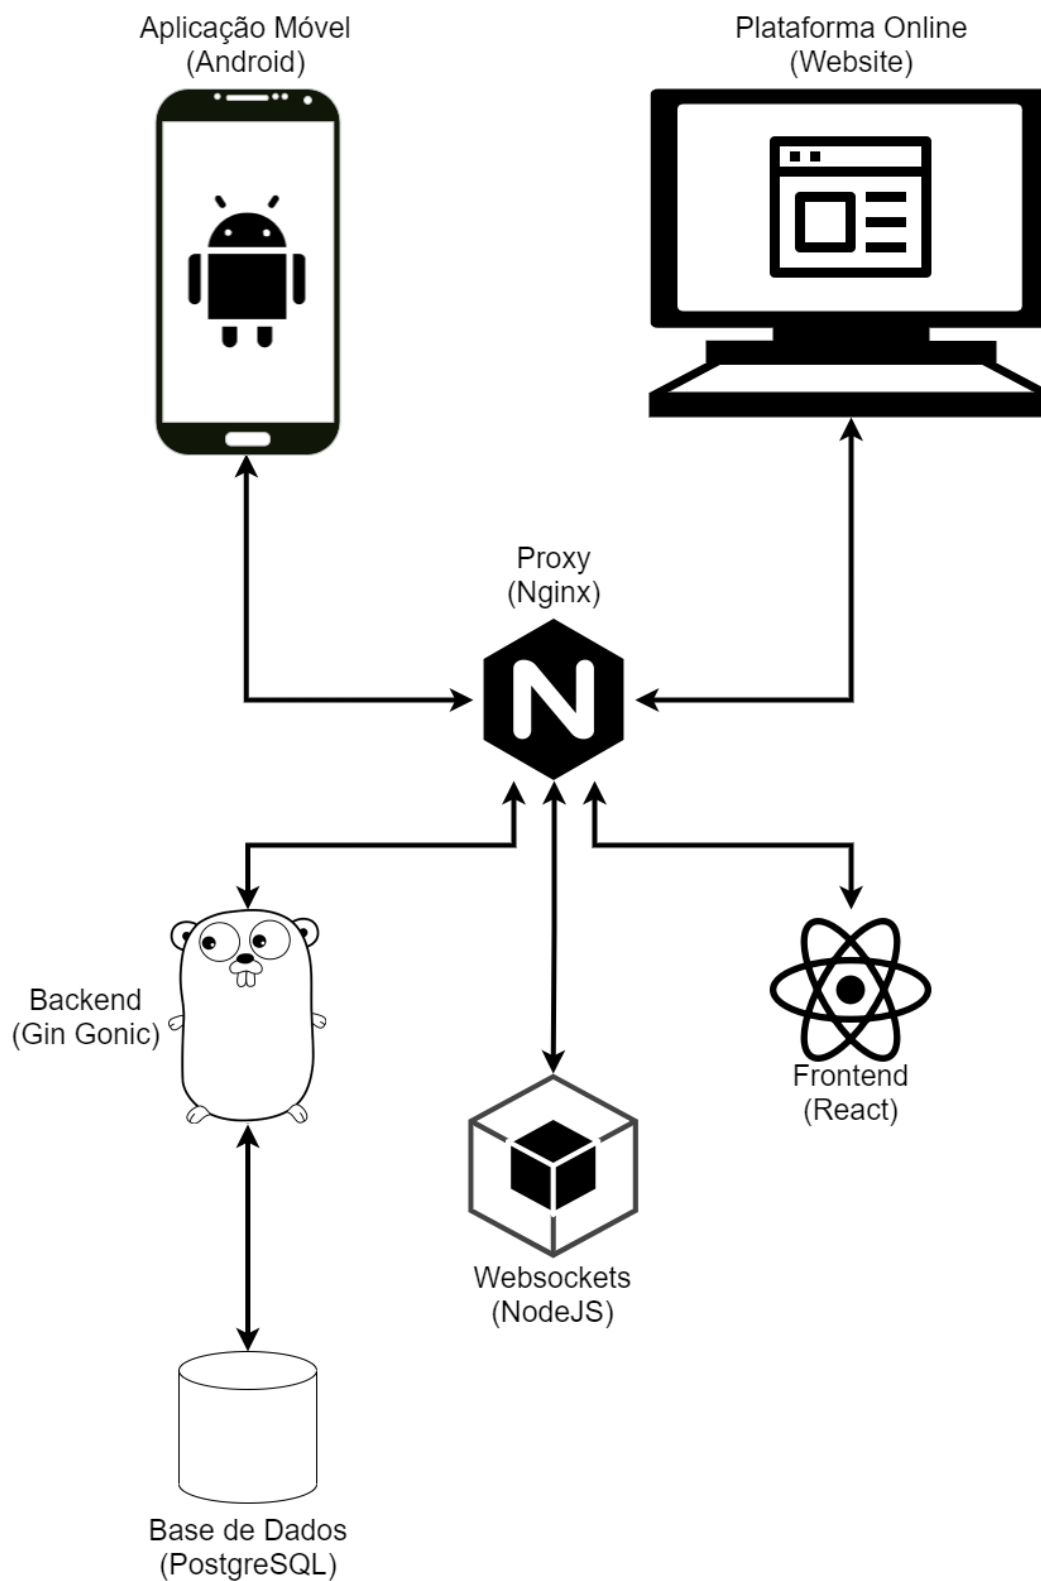 Aplicação Móvel
(Android)
Plataforma Online
(Website)
Proxy
(Nginx)
Backend
(Gin Gonic)
Frontend
(React)
Websockets
(NodeJS)
Base de Dados
(PostgreSQL)